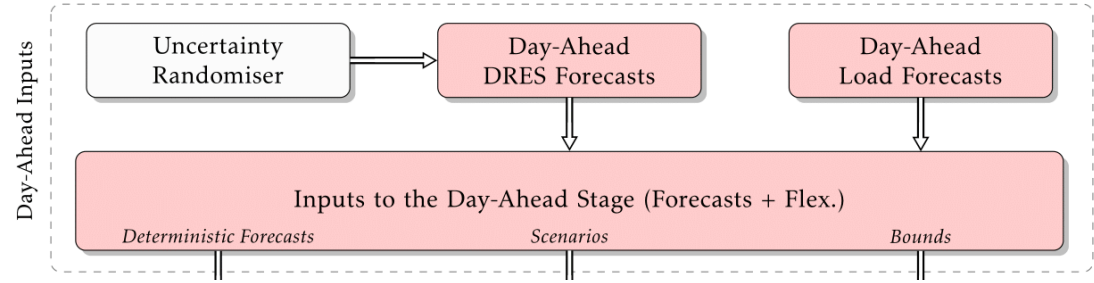 Day-Ahead Inputs
Uncertainty
Randomiser
Day-Ahead
DRES Forecasts
Day-Ahead
Load Forecasts
Inputs to the Day-Ahead Stage (Forecasts + Flex.)
Deterministic Forecasts
Scenarios
Bounds